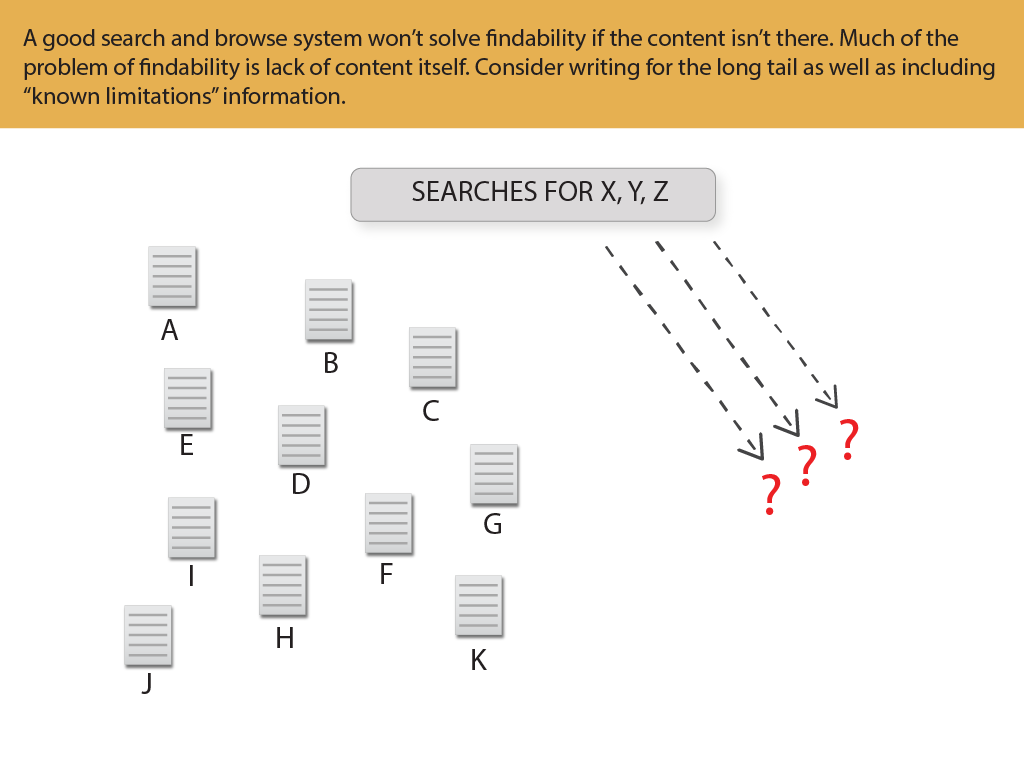 A good search and browse system won’t solve findability if the content isn’t there. Much of the
problem of findability is lack of content itself. Consider writing for the long tail as well as including
“known limitations” information.
SEARCHES FOR X, Y, Z
A
B
C
E
D
G
I
F
H
K
J
?
?
?